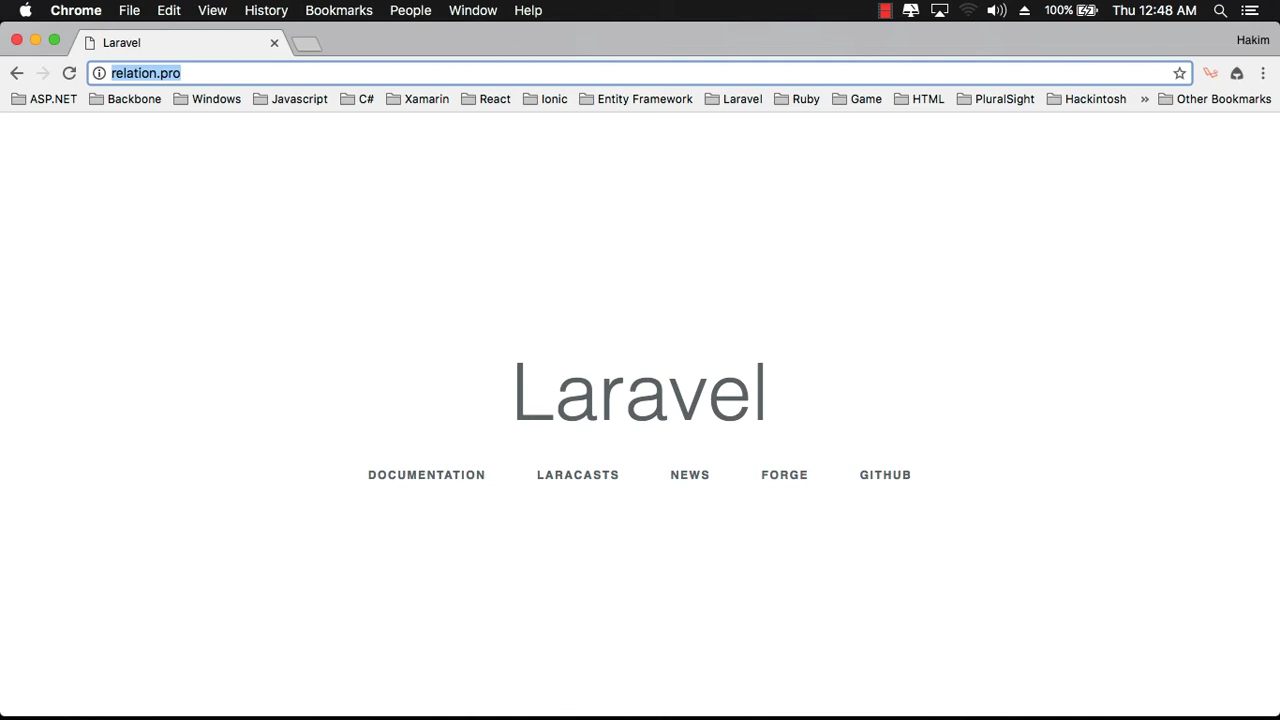 Chrome File Edit View History Bookmarks People Window Help 100% Thu 12:48 AM
Laravel Hakim
relation.pro
ASP.NET Backbone Windows Javascript C# Xamarin React Ionic Entity Framework Laravel Ruby Game HTML PluralSight Hackintosh » Other Bookmarks
Laravel
DOCUMENTATION LARACASTS NEWS FORGE GITHUB